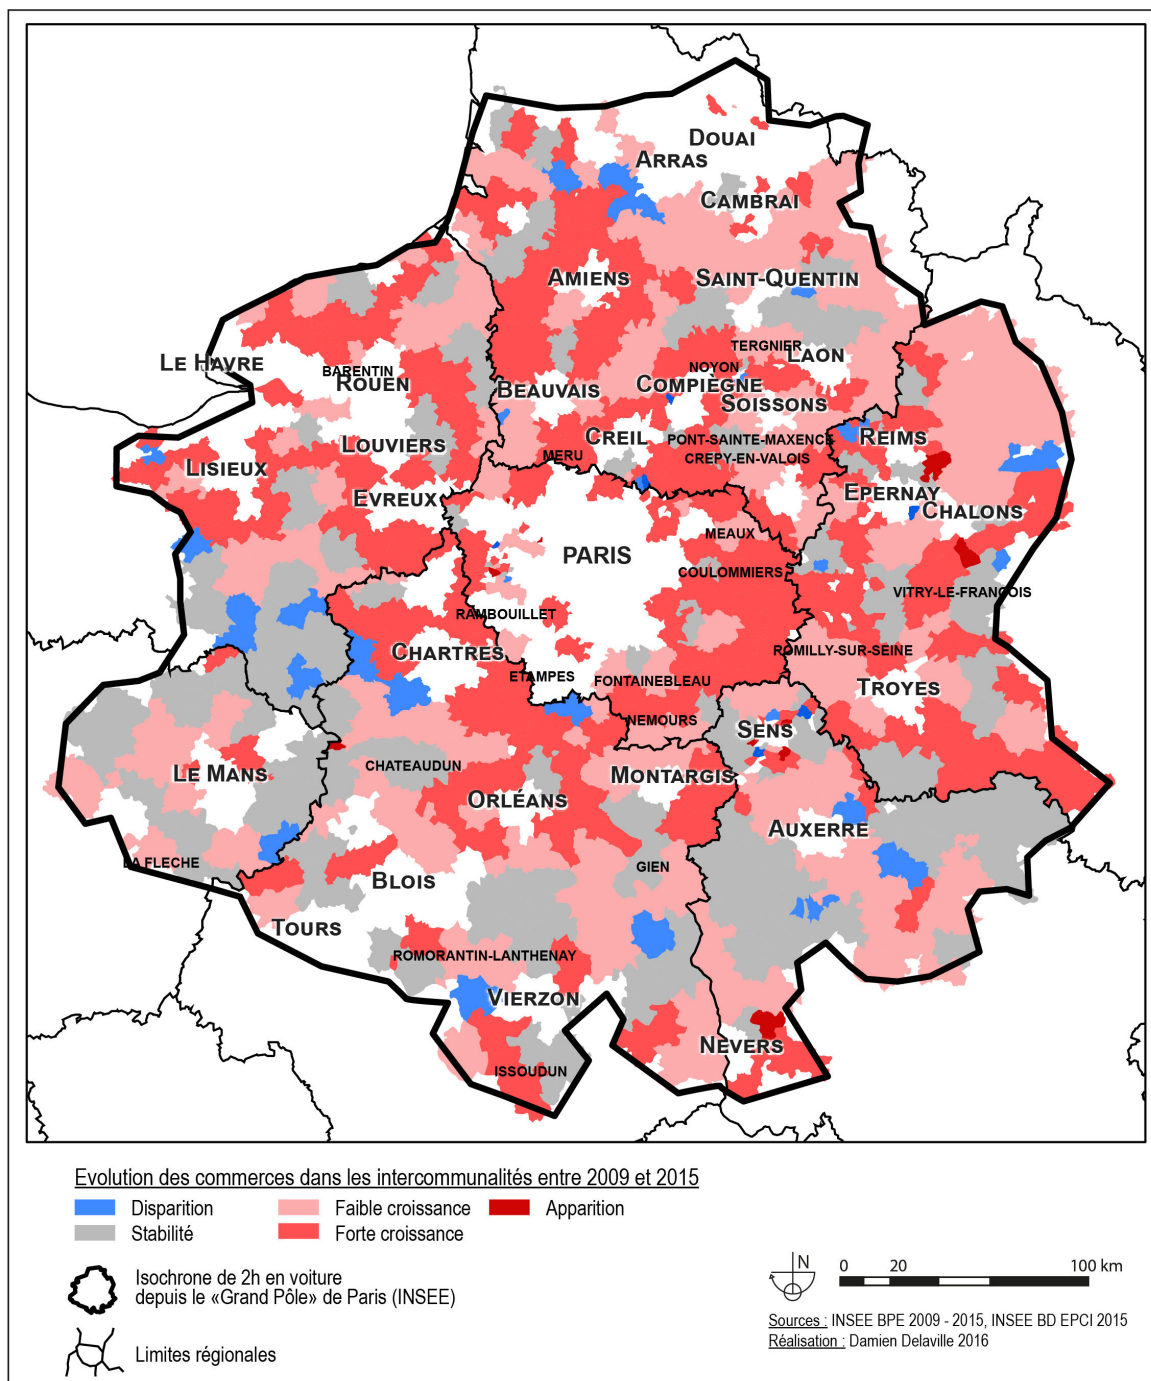 DOUAI
ARRAS
CAMBRAI
AMIENS
SAINT-QUENTIN
TERGNIER
LAON
LE HAVRE
BARENTIN
ROUEN
NOYON
BEAUVAIS
COMPIÈGNE
SOISSONS
LOUVIERS
CREIL
PONT-SAINTE-MAXENCE
REIMS
MERU
CREPY-EN-VALOIS
LISIEUX
EVREUX
EPERNAY
CHALONS
MEAUX
PARIS
COULOMMIERS
VITRY-LE-FRANÇOIS
RAMBOUILLET
CHARTRES
ROMILLY-SUR-SEINE
ETAMPES
FONTAINEBLEAU
TROYES
NEMOURS
SENS
CHATEAUDUN
LE MANS
MONTARGIS
ORLÉANS
AUXERRE
LA FLECHE
GIEN
BLOIS
TOURS
ROMORANTIN-LANTHENAY
VIERZON
NEVERS
ISSOUDUN
Evolution des commerces dans les intercommunalités entre 2009 et 2015
Disparition
Faible croissance
Apparition
Stabilité
Forte croissance
Isochrone de 2h en voiture
depuis le «Grand Pôle» de Paris (INSEE)
Limites régionales
N
0 20 100 km
Sources : INSEE BPE 2009 - 2015, INSEE BD EPCI 2015
Réalisation : Damien Delaville 2016